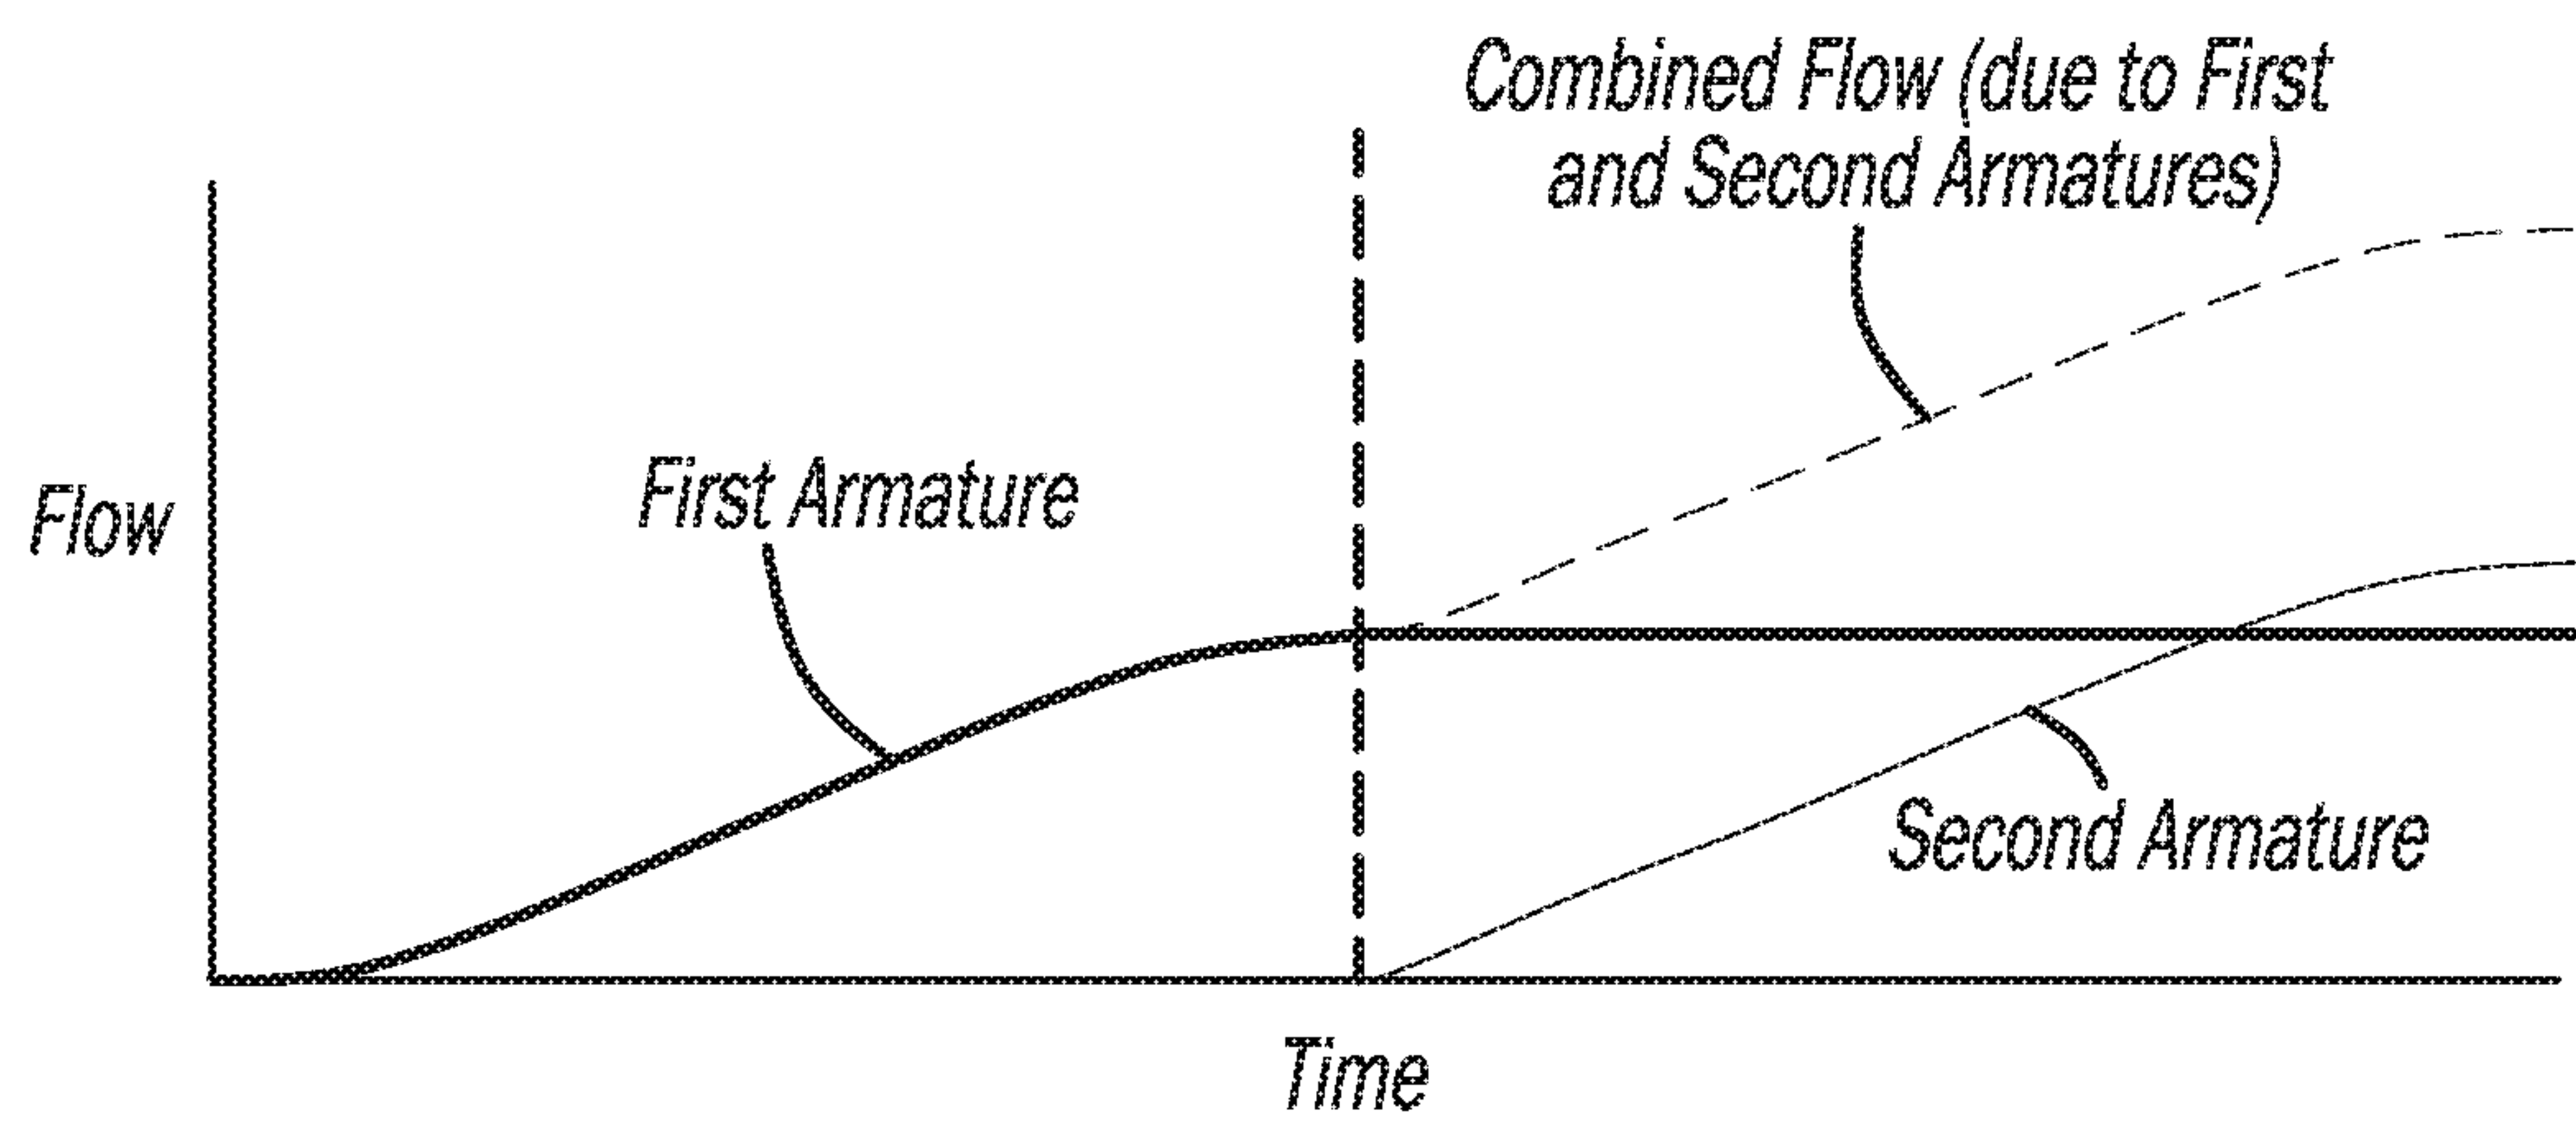 Combined Flow (due to First
and Second Armatures)
First Armature
Flow
Second Armature
Time